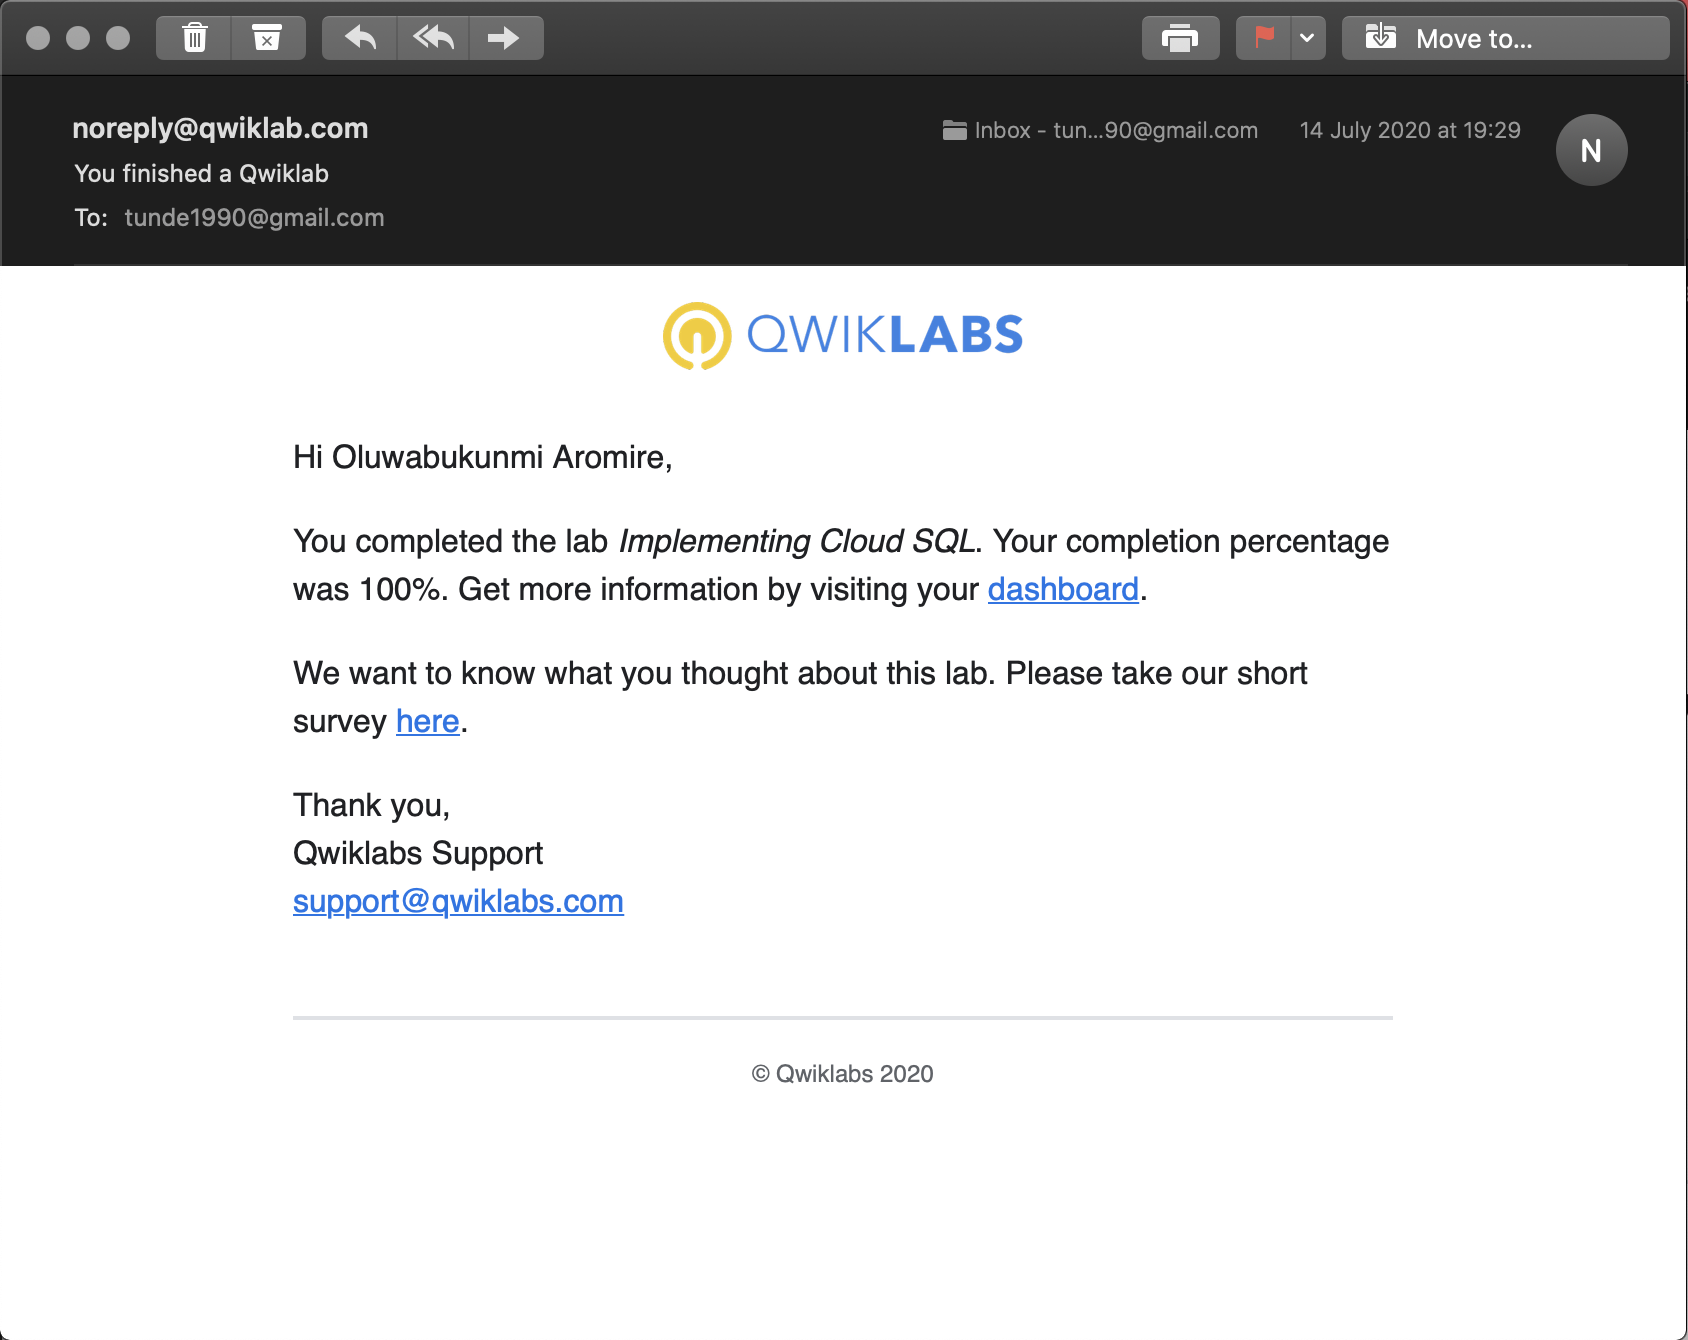 Move to...
noreply@qwiklab.com
Inbox - tun...90@gmail.com
14 July 2020 at 19:29
N
You finished a Qwiklab
To: tunde1990@gmail.com
QWIKLABS
Hi Oluwabukunmi Aromire,
You completed the lab Implementing Cloud SQL. Your completion percentage
was 100%. Get more information by visiting your dashboard.
We want to know what you thought about this lab. Please take our short
survey here.
Thank you,
Qwiklabs Support
support@qwiklabs.com
© Qwiklabs 2020